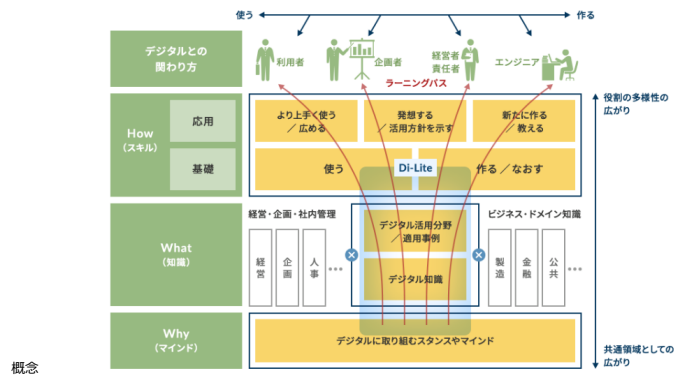 使う
作る
デジタルとの
関わり方
利用者
企画者
経営者
責任者
エンジニア
ラーニングパス
役割の多様性の
広がり
How
(スキル)
応用
より上手く使う
／広める
発想する
／活用方針を示す
新たに作る
／教える
基礎
使う
Di-Lite
作る／なおす
What
(知識)
経営・企画・社内管理
経営
企画
人事
•••
デジタル活用分野
／適用事例
デジタル知識
ビジネス・ドメイン知識
製造
金融
公共
•••
Why
(マインド)
デジタルに取り組むスタンスやマインド
共通領域としての
広がり
概念